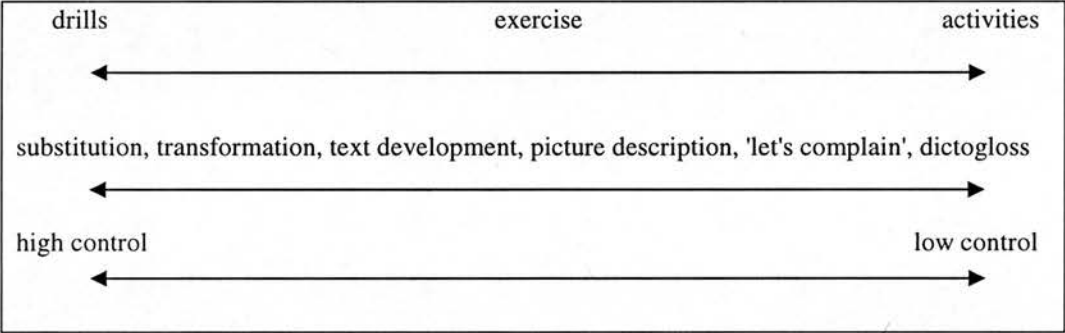 drills exercise activities
substitution, transformation, text development, picture description, 'let's complain', dictogloss
high control low control